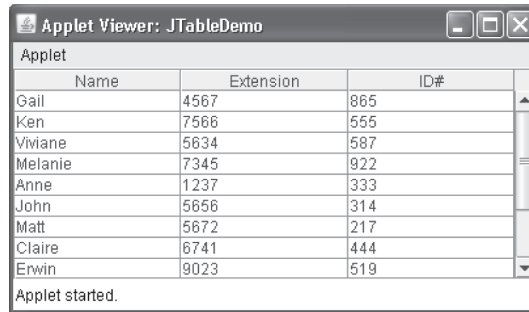 Applet Viewer: JTableDemo
Applet
Name Extension ID#
Gail 4567 865
Ken 7566 555
Viviane 5634 587
Melanie 7345 922
Anne 1237 333
John 5656 314
Matt 5672 217
Claire 6741 444
Erwin 9023 519
Applet started.